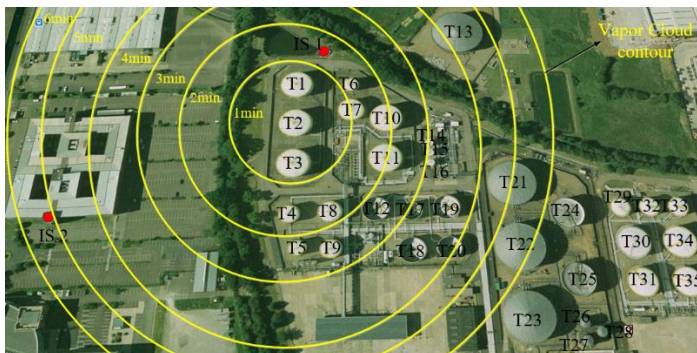 6min
5min
4min
3min
2min
1min
IS 1
T13
Vapor Cloud
contour
T1
T6
T7
T2
T10
T14
T15
T3
T11
T16
T21
T4
T8
T12
T17
T19
T24
T29
T32
T33
IS 2
T5
T9
T18
T20
T22
T30
T34
T25
T31
T35
T23
T26
T27
T28